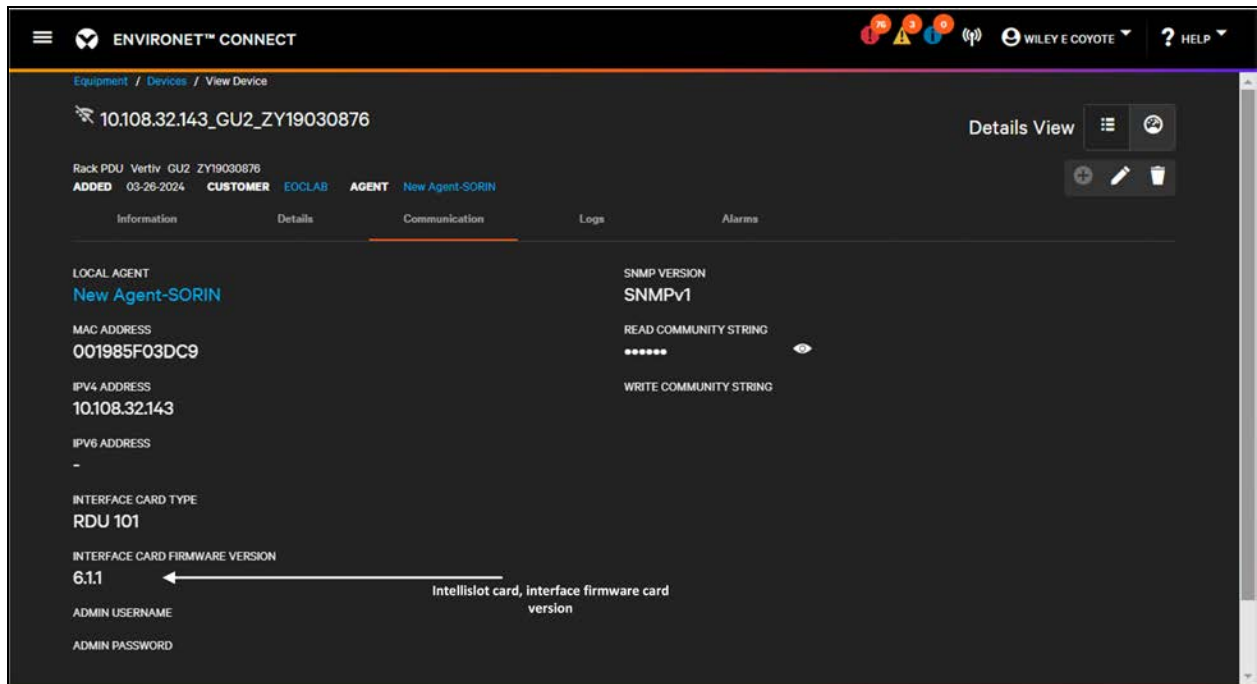 ENVIRONET™ CONNECT
76
3
0
WILEY E COYOTE
? HELP
Equipment / Devices / View Device
10.108.32.143_GU2_ZY19030876
Details View
Rack PDU Vertiv GU2 ZY19030876
ADDED 03-26-2024 CUSTOMER EOCLAB AGENT New Agent-SORIN
Information Details Communication Logs Alarms
LOCAL AGENT
New Agent-SORIN
MAC ADDRESS
001985F03DC9
IPV4 ADDRESS
10.108.32.143
IPV6 ADDRESS
-
INTERFACE CARD TYPE
RDU 101
INTERFACE CARD FIRMWARE VERSION
6.1.1
ADMIN USERNAME
ADMIN PASSWORD
SNMP VERSION
SNMPv1
READ COMMUNITY STRING
••••••
WRITE COMMUNITY STRING
Intellislot card, interface firmware card
version